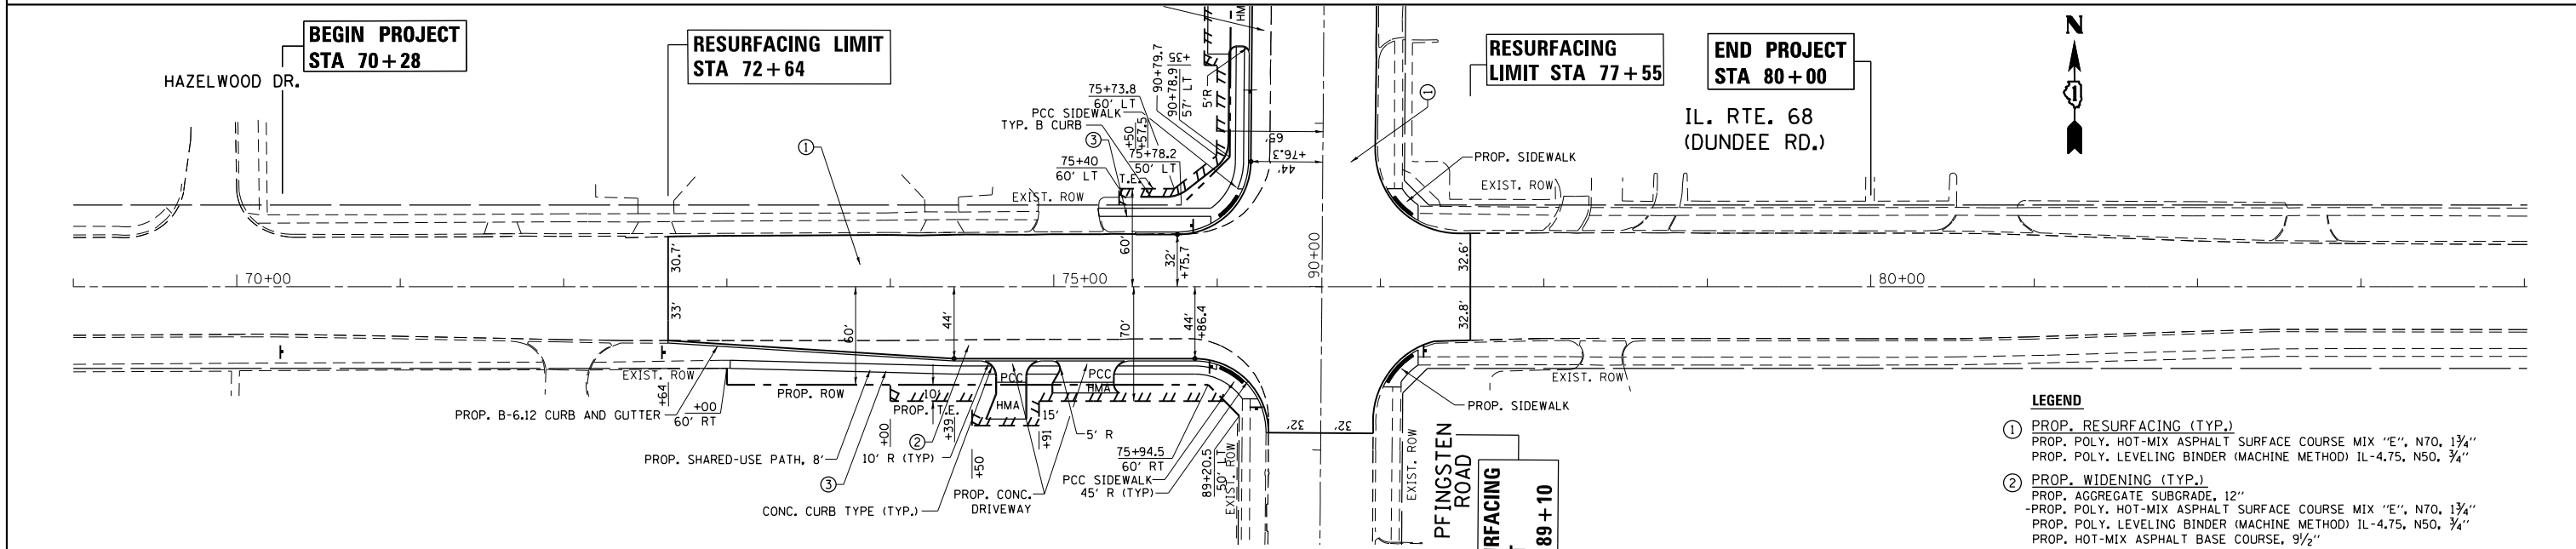 BEGIN PROJECT
STA 70+28
HAZELWOOD DR.
RESURFACING LIMIT
STA 72+64
RESURFACING
LIMIT STA 77+55
END PROJECT
STA 80+00
IL. RTE. 68
(DUNDEE RD.)
N
1
1
1
HM
90+79.7
90+78.9
57' LT
+35
5'R
75+73.8
60' LT
PCC SIDEWALK
TYP. B CURB
3
+50
+57.5
75+40
60' LT
75+78.2
50' LT
T.E.
65'
+76.3
44'
PROP. SIDEWALK
EXIST. ROW
EXIST. ROW
30.7'
60'
32'
+75.7
32.6'
70+00
75+00
90+00
80+00
33'
60'
44'
70'
44'
+86.4
32.8'
EXIST. ROW
+64
+00
60' RT
PROP. ROW
PROP. B-6.12 CURB AND GUTTER
10'
PROP. T.E.
PCC
PCC
HMA
HMA
15'
+00
+39
+50
+91
2
10' R (TYP)
5' R
PROP. SHARED-USE PATH, 8'
3
CONC. CURB TYPE (TYP.)
PROP. CONC.
DRIVEWAY
75+94.5
60' RT
PCC SIDEWALK
45' R (TYP)
89+20.5
50' LT
EXIST. ROW
32'
32'
EXIST. ROW
PROP. SIDEWALK
EXIST. ROW
PFINGSTEN
ROAD
RFACING
89+10
LEGEND
1 PROP. RESURFACING (TYP.)
PROP. POLY. HOT-MIX ASPHALT SURFACE COURSE MIX "E", N70, 1¾"
PROP. POLY. LEVELING BINDER (MACHINE METHOD) IL-4.75, N50, ¾"
2 PROP. WIDENING (TYP.)
PROP. AGGREGATE SUBGRADE, 12"
-PROP. POLY. HOT-MIX ASPHALT SURFACE COURSE MIX "E", N70, 1¾"
PROP. POLY. LEVELING BINDER (MACHINE METHOD) IL-4.75, N50, ¾"
PROP. HOT-MIX ASPHALT BASE COURSE, 9½"